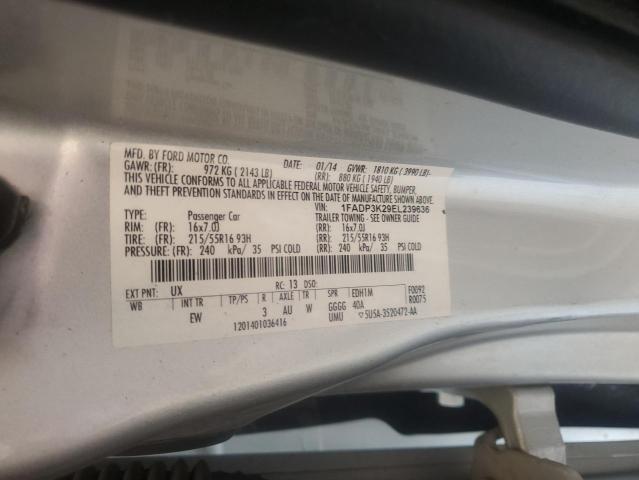 MFD. BY FORD MOTOR CO.
DATE: 01/14 GVWR: 1810 KG ( 3990 LB)-
GAWR: (FR): 972 KG ( 2143 LB) (RR): 880 KG ( 1940 LB)
THIS VEHICLE CONFORMS TO ALL APPLICABLE FEDERAL MOTOR VEHICLE SAFETY, BUMPER,
AND THEFT PREVENTION STANDARDS IN EFFECT ON THE DATE OF MANUFACTURE SHOWN ABOVE.
VIN: 1FADP3K29EL239636
TYPE: Passenger Car TRAILER TOWING - SEE OWNER GUIDE
RIM: (FR): 16x7.0J (RR): 16x7.0J
TIRE: (FR): 215/55R16 93H (RR): 215/55R16 93H
PRESSURE: (FR): 240 kPa/ 35 PSI COLD (RR): 240 kPa/ 35 PSI COLD
EXT PNT: UX RC: 13 DSO: F0092
WB INT TR TP/PS R AXLE TR SPR EDH1M R0075
EW 3 AU W GGGG 40A
1201401036416 UMU 5U5A-3520472-AA